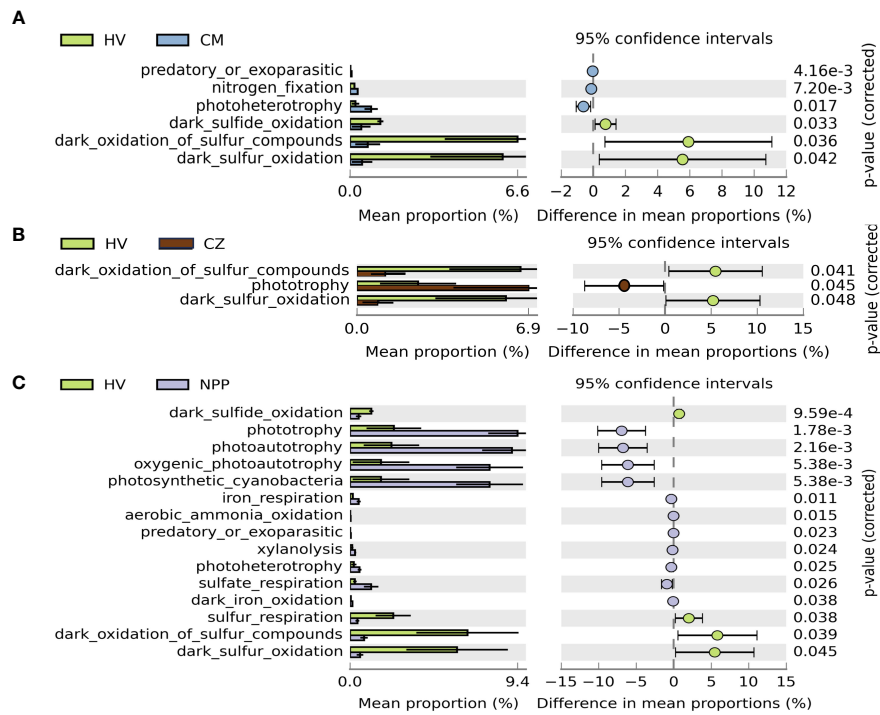 A
HV CM
95% confidence intervals
predatory_or_exoparasitic 4.16e-3
nitrogen_fixation 7.20e-3
photoheterotrophy 0.017
dark_sulfide_oxidation 0.033
dark_oxidation_of_sulfur_compounds 0.036
dark_sulfur_oxidation 0.042
0.0 6.6 −2 0 2 4 6 8 10 12
Mean proportion (%) Difference in mean proportions (%)
p-value (corrected)
B
HV CZ
95% confidence intervals
dark_oxidation_of_sulfur_compounds 0.041
phototrophy 0.045
dark_sulfur_oxidation 0.048
0.0 6.9 −10 −5 0 5 10 15
Mean proportion (%) Difference in mean proportions (%)
p-value (corrected
C
HV NPP
95% confidence intervals
dark_sulfide_oxidation 9.59e-4
phototrophy 1.78e-3
photoautotrophy 2.16e-3
oxygenic_photoautotrophy 5.38e-3
photosynthetic_cyanobacteria 5.38e-3
iron_respiration 0.011
aerobic_ammonia_oxidation 0.015
predatory_or_exoparasitic 0.023
xylanolysis 0.024
photoheterotrophy 0.025
sulfate_respiration 0.026
dark_iron_oxidation 0.038
sulfur_respiration 0.038
dark_oxidation_of_sulfur_compounds 0.039
dark_sulfur_oxidation 0.045
0.0 9.4 −15 −10 −5 0 5 10 15
Mean proportion (%) Difference in mean proportions (%)
p-value (corrected)